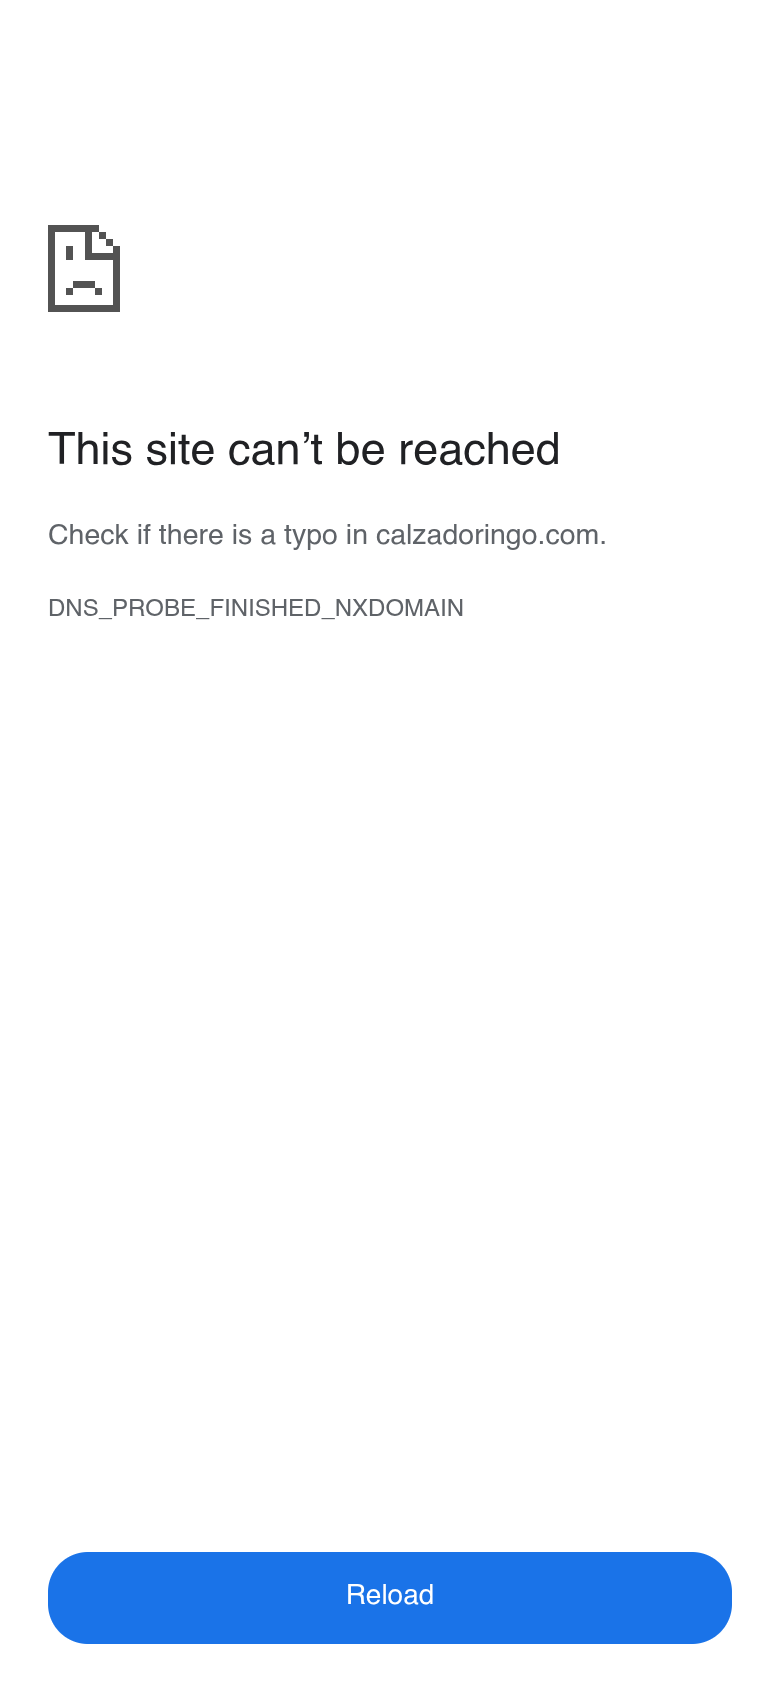 This site can’t be reached
Check if there is a typo in calzadoringo.com.
DNS_PROBE_FINISHED_NXDOMAIN
Reload